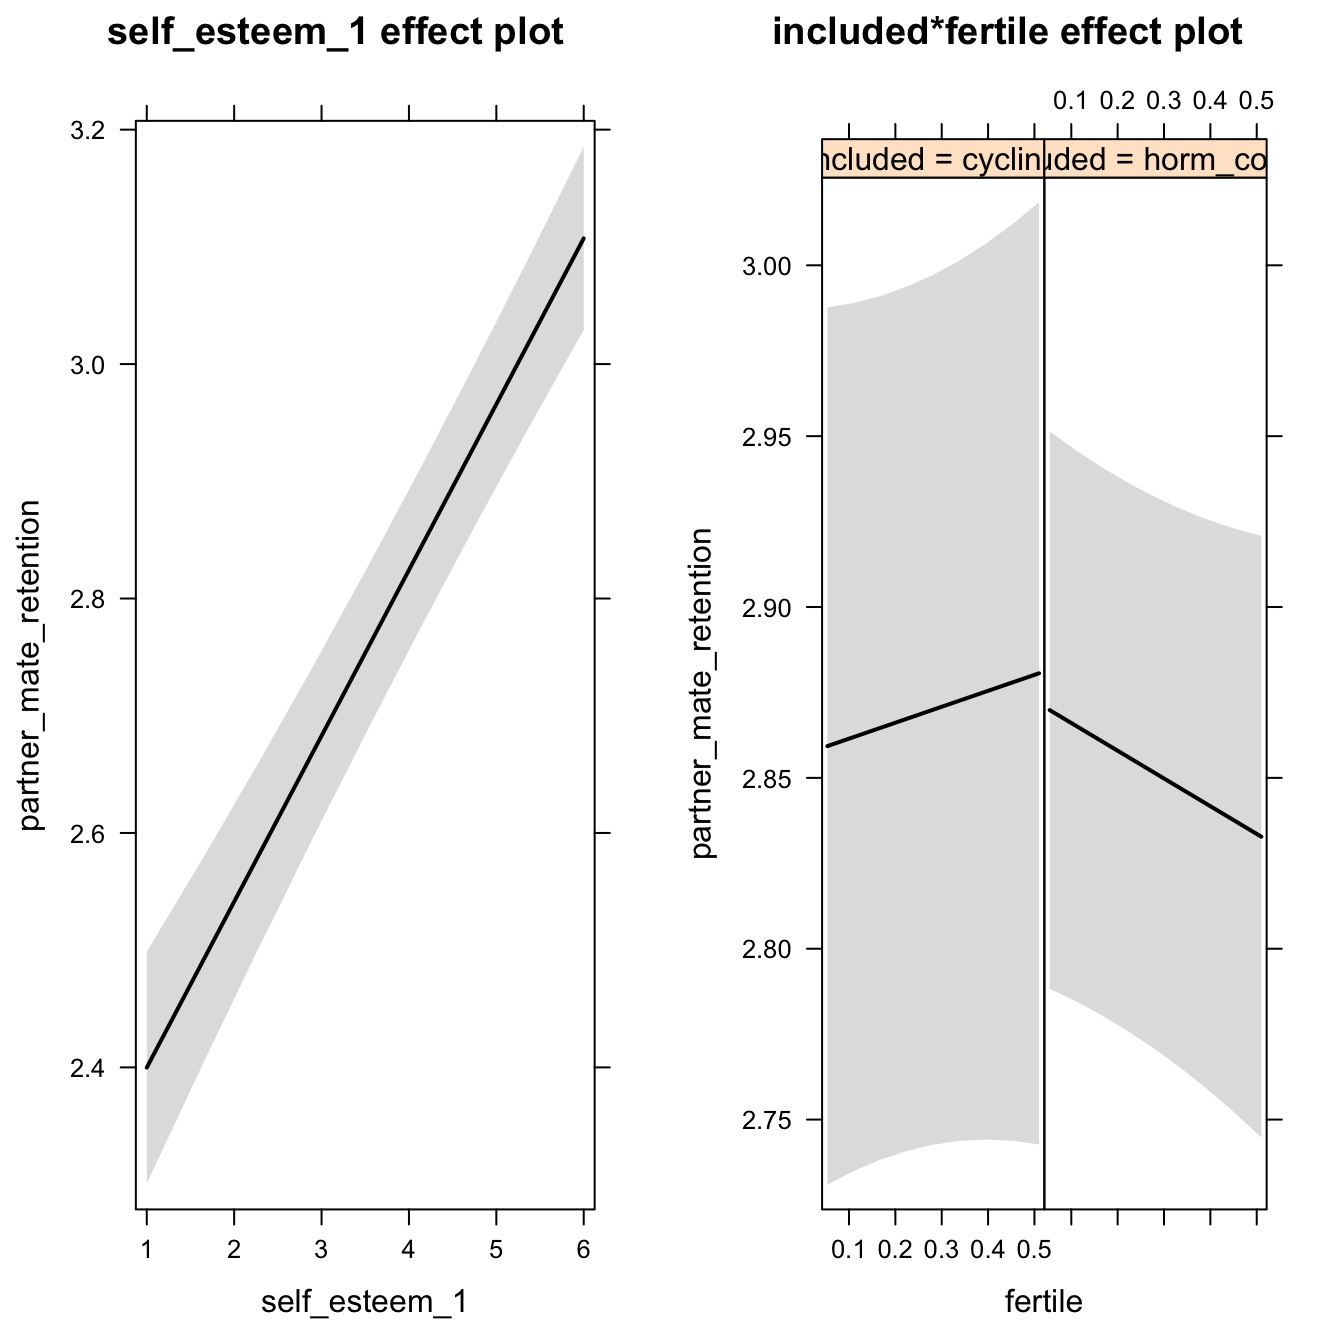 self_esteem_1 effect plot
3.2
3.0
2.8
2.6
2.4
partner_mate_retention
1 2 3 4 5 6
self_esteem_1
included*fertile effect plot
0.1 0.2 0.3 0.4 0.5
ncluded = cyclin
uded = horm_co
3.00
2.95
2.90
2.85
2.80
2.75
partner_mate_retention
0.1 0.2 0.3 0.4 0.5
fertile